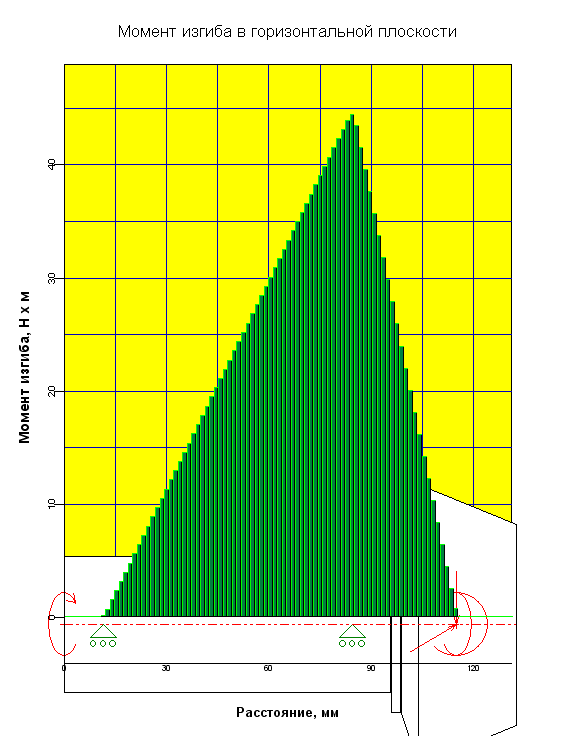 Момент изгиба в горизонтальной плоскости
Момент изгиба, Н x м
40
30
20
10
0
0 30 60 90 120
Расстояние, мм